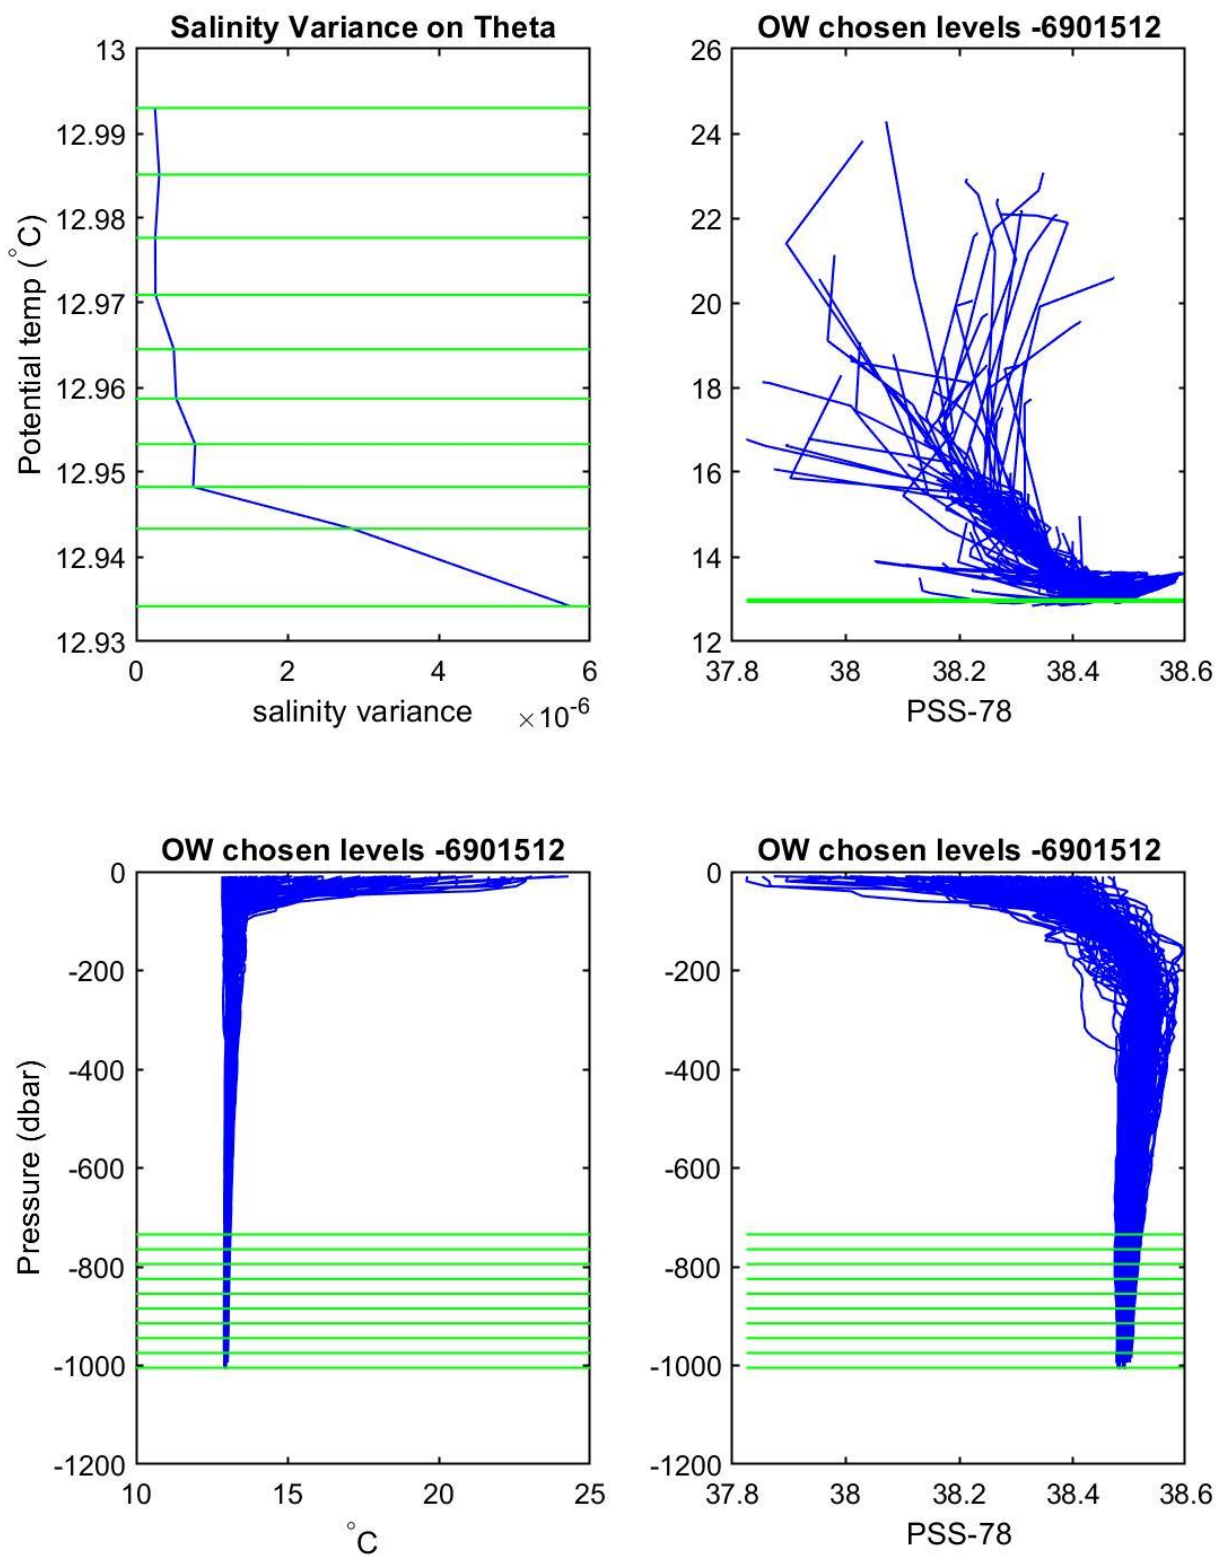 Salinity Variance on Theta
13
12.99
12.98
12.97
12.96
12.95
12.94
12.93
Potential temp (°C)
0 2 4 6
salinity variance ×10-6
OW chosen levels -6901512
26
24
22
20
18
16
14
12
37.8 38 38.2 38.4 38.6
PSS-78
OW chosen levels -6901512
0
-200
-400
-600
-800
-1000
-1200
Pressure (dbar)
10 15 20 25
°C
OW chosen levels -6901512
0
-200
-400
-600
-800
-1000
-1200
37.8 38 38.2 38.4 38.6
PSS-78